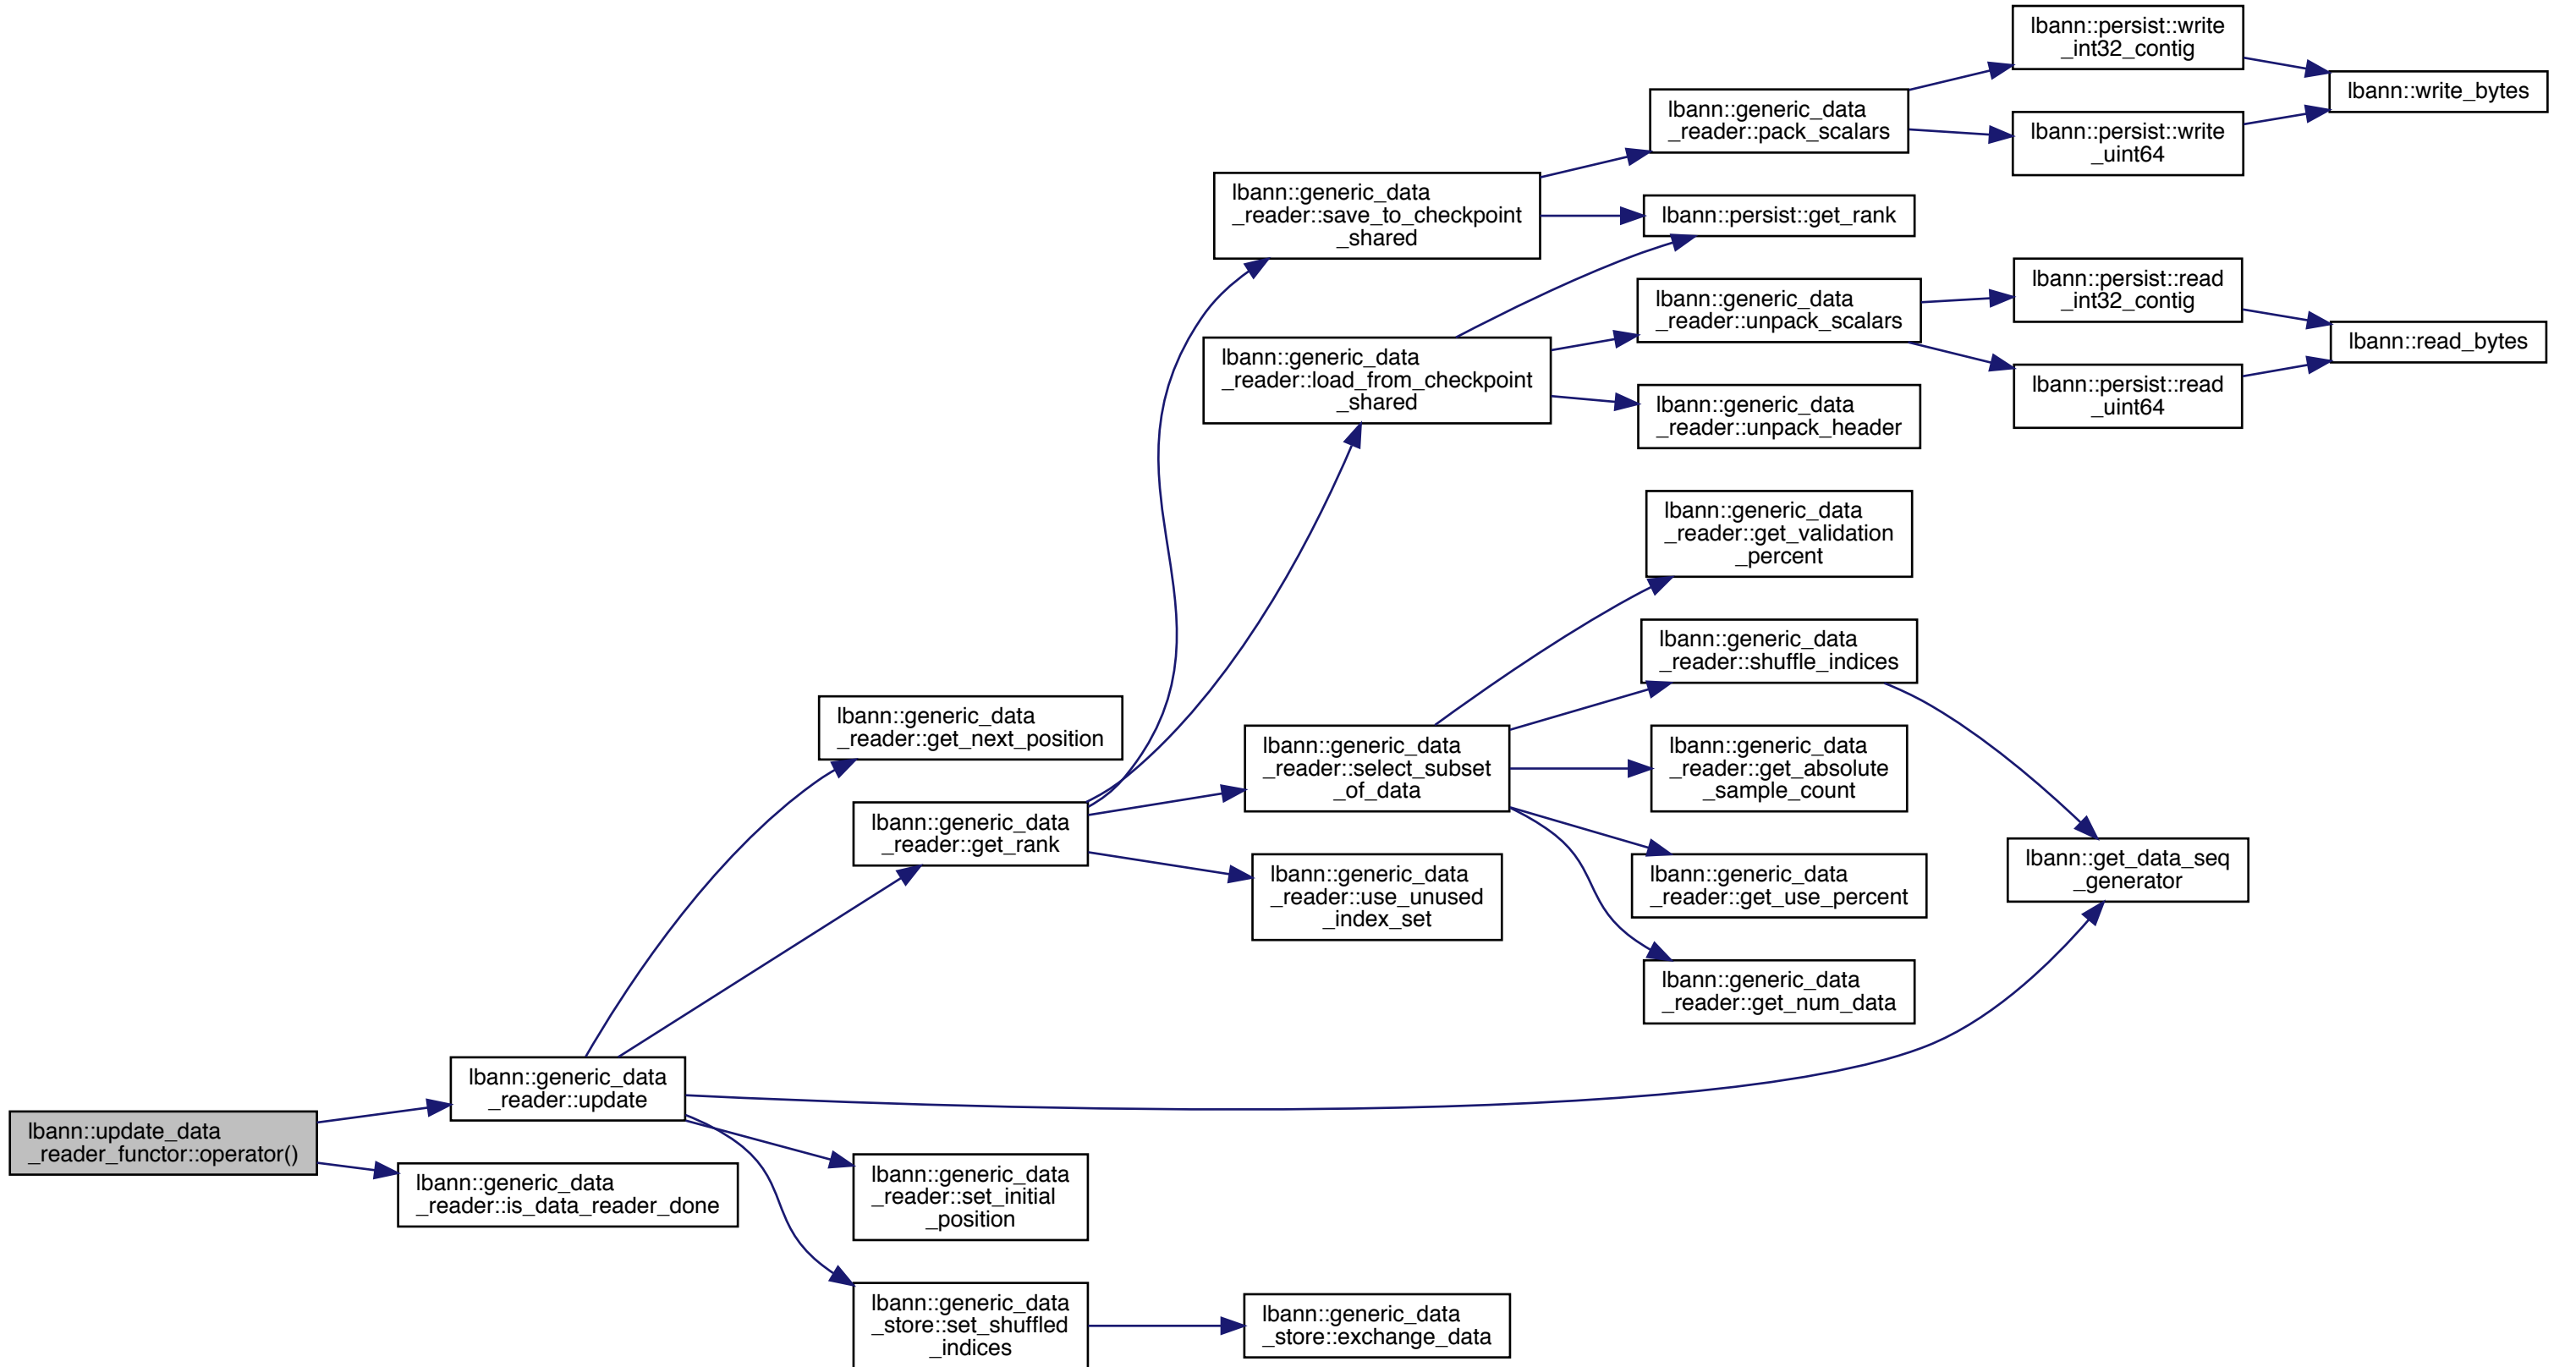 lbann::update_data
_reader_functor::operator()
lbann::generic_data
_reader::update
lbann::generic_data
_reader::is_data_reader_done
lbann::generic_data
_reader::get_next_position
lbann::generic_data
_reader::get_rank
lbann::generic_data
_reader::set_initial
_position
lbann::generic_data
_store::set_shuffled
_indices
lbann::generic_data
_reader::save_to_checkpoint
_shared
lbann::generic_data
_reader::load_from_checkpoint
_shared
lbann::generic_data
_reader::select_subset
_of_data
lbann::generic_data
_reader::use_unused
_index_set
lbann::generic_data
_store::exchange_data
lbann::generic_data
_reader::pack_scalars
lbann::persist::get_rank
lbann::generic_data
_reader::unpack_scalars
lbann::generic_data
_reader::unpack_header
lbann::generic_data
_reader::get_validation
_percent
lbann::generic_data
_reader::shuffle_indices
lbann::generic_data
_reader::get_absolute
_sample_count
lbann::generic_data
_reader::get_use_percent
lbann::generic_data
_reader::get_num_data
lbann::persist::write
_int32_contig
lbann::persist::write
_uint64
lbann::persist::read
_int32_contig
lbann::persist::read
_uint64
lbann::get_data_seq
_generator
lbann::write_bytes
lbann::read_bytes